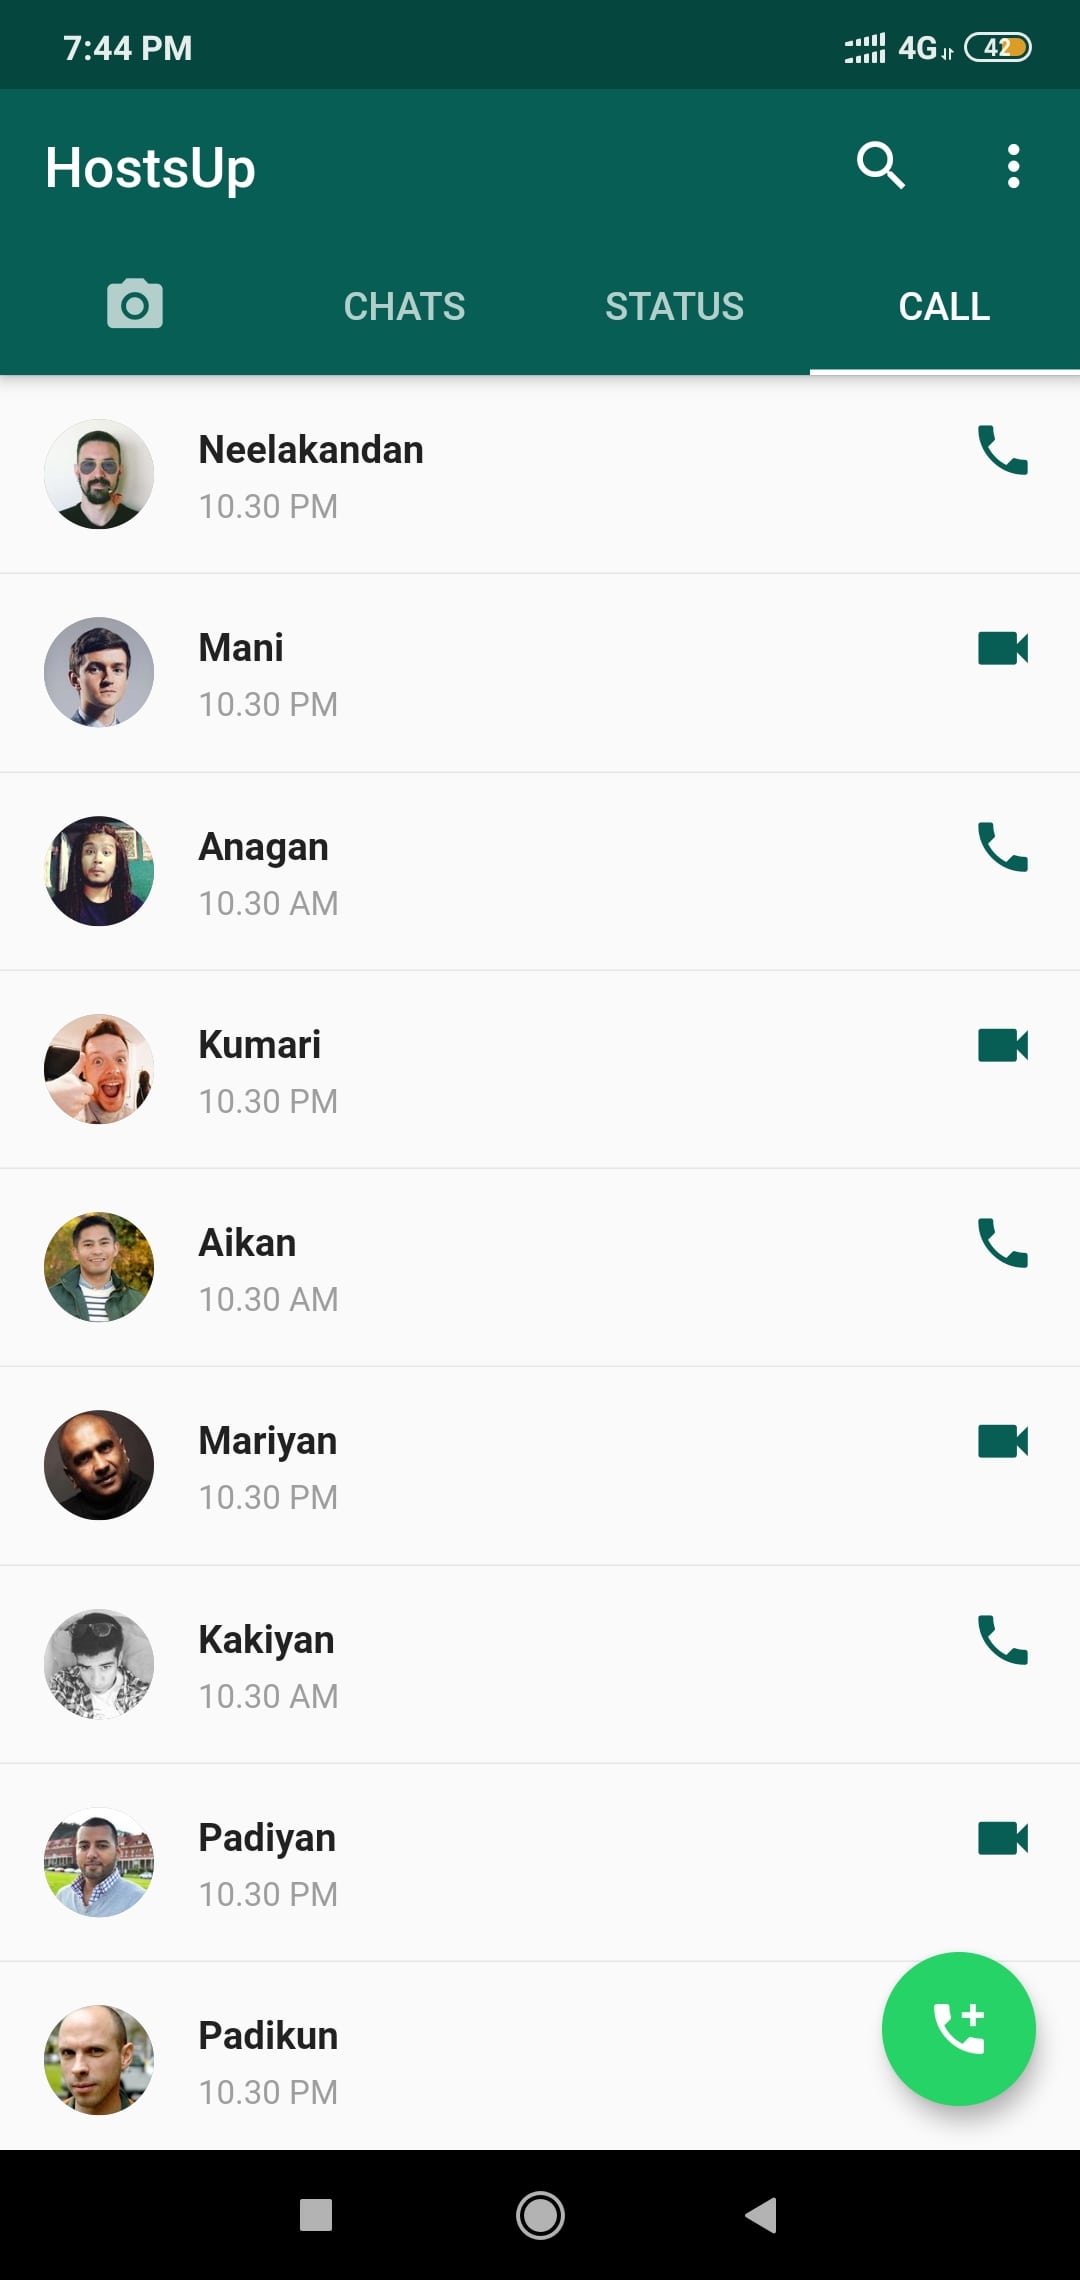 7:44 PM 4G 42
HostsUp
CHATS STATUS CALL
Neelakandan
10.30 PM
Mani
10.30 PM
Anagan
10.30 AM
Kumari
10.30 PM
Aikan
10.30 AM
Mariyan
10.30 PM
Kakiyan
10.30 AM
Padiyan
10.30 PM
Padikun
10.30 PM